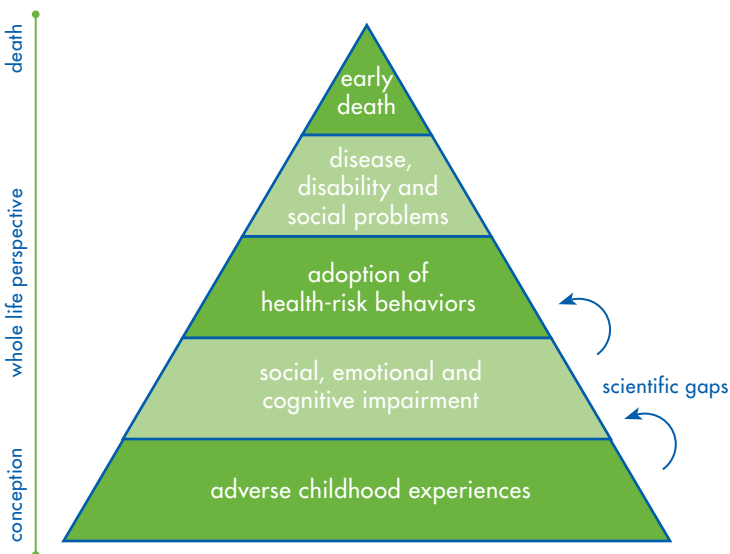 death
whole life perspective
conception
early
death
disease,
disability and
social problems
adoption of
health-risk behaviors
social, emotional and
cognitive impairment
adverse childhood experiences
scientific gaps